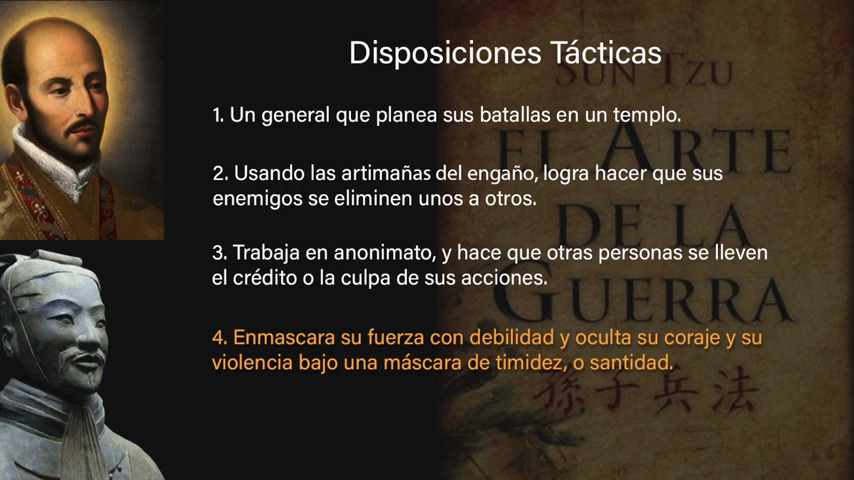 Disposiciones Tácticas
SUN TZU
EL ARTE
DE LA
GUERRA
孫子兵法
1. Un general que planea sus batallas en un templo.
2. Usando las artimañas del engaño, logra hacer que sus
enemigos se eliminen unos a otros.
3. Trabaja en anonimato, y hace que otras personas se lleven
el crédito o la culpa de sus acciones.
4. Enmascara su fuerza con debilidad y oculta su coraje y su
violencia bajo una máscara de timidez, o santidad.